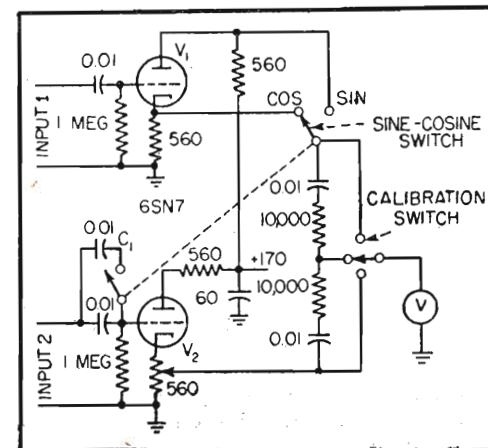 V1
0.01
560
COS
SIN
INPUT 1
1 MEG
560
SINE-COSINE
SWITCH
6SN7
0.01
10,000
CALIBRATION
SWITCH
0.01
C1
560
+170
0.01
60
10,000
V
INPUT 2
1 MEG
V2
0.01
560